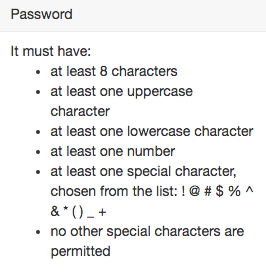 Password
It must have:
• at least 8 characters
• at least one uppercase
character
• at least one lowercase character
• at least one number
• at least one special character,
chosen from the list: ! @ # $ % ^
& * ( ) _ +
• no other special characters are
permitted